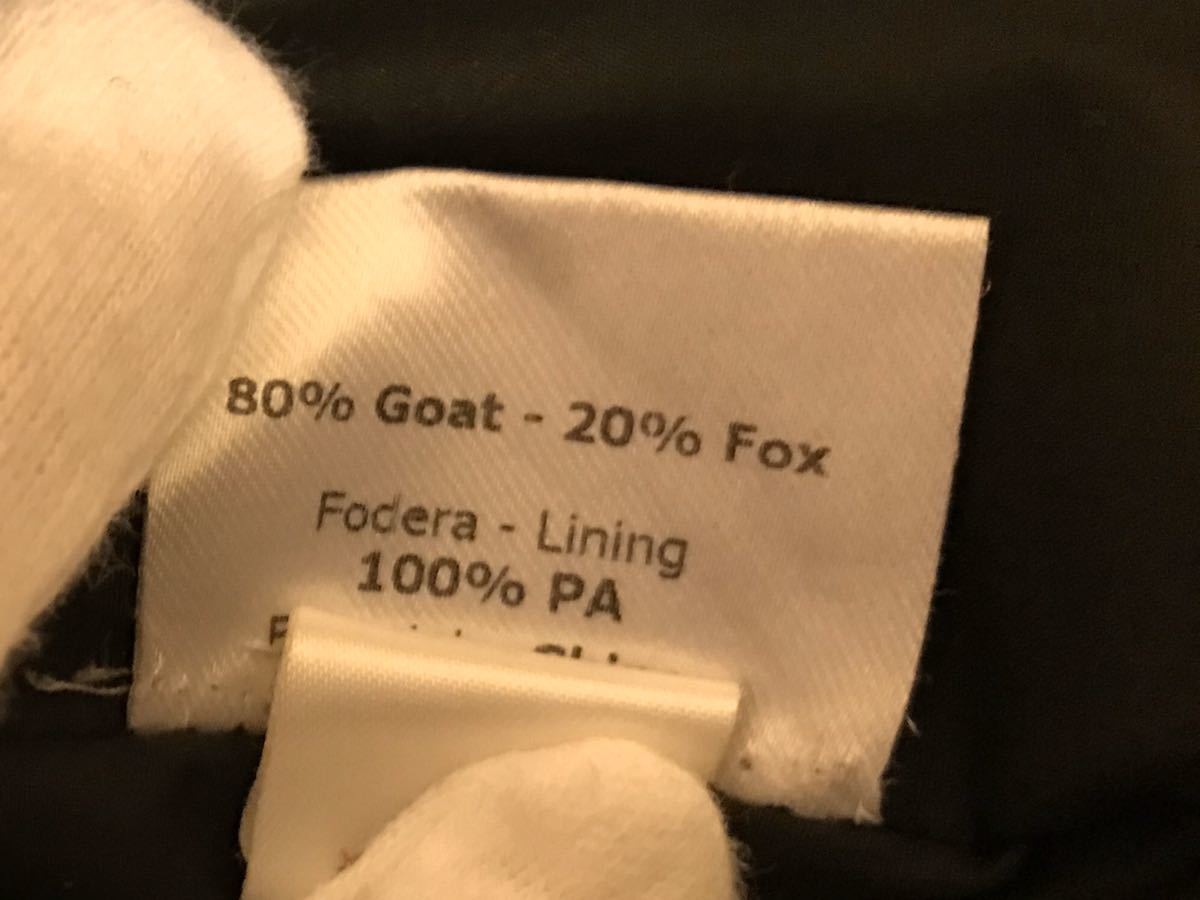 80% Goat - 20% Fox
Fodera - Lining
100% PA